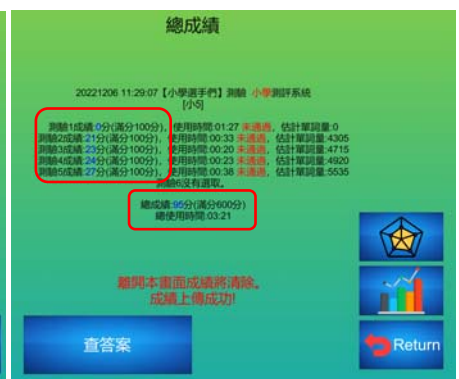 總成績
20221206 11:29:07【小學選手們】測驗 小學測評系統
[小5]
測驗1成績:0分(滿分100分), 使用時間:01:27 未通過, 估計單詞量:0
測驗2成績:21分(滿分100分), 使用時間:00:33 未通過, 估計單詞量:4305
測驗3成績:23分(滿分100分), 使用時間:00:20 未通過, 估計單詞量:4715
測驗4成績:24分(滿分100分), 使用時間:00:23 未通過, 估計單詞量:4920
測驗5成績:27分(滿分100分), 使用時間:00:38 未通過, 估計單詞量:5535
測驗6沒有選取。
總成績:95分(滿分600分)
總使用時間:03:21
離開本畫面成績將清除。
成績上傳成功!
查答案
Return